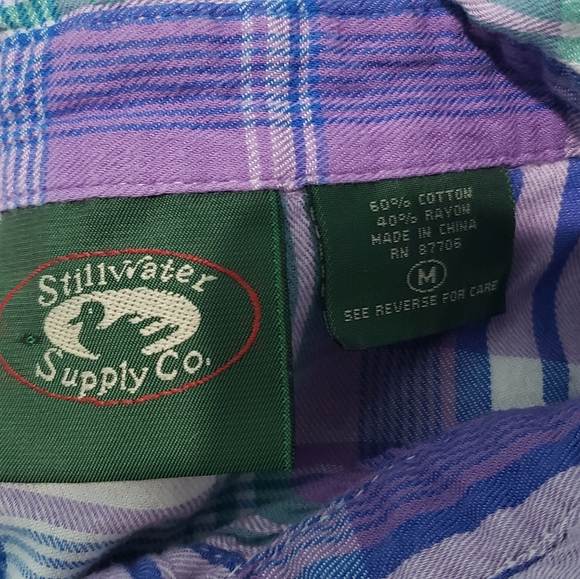 Stillwater
Supply Co.
60% COTTON
40% RAYON
MADE IN CHINA
RN 87706
M
SEE REVERSE FOR CARE